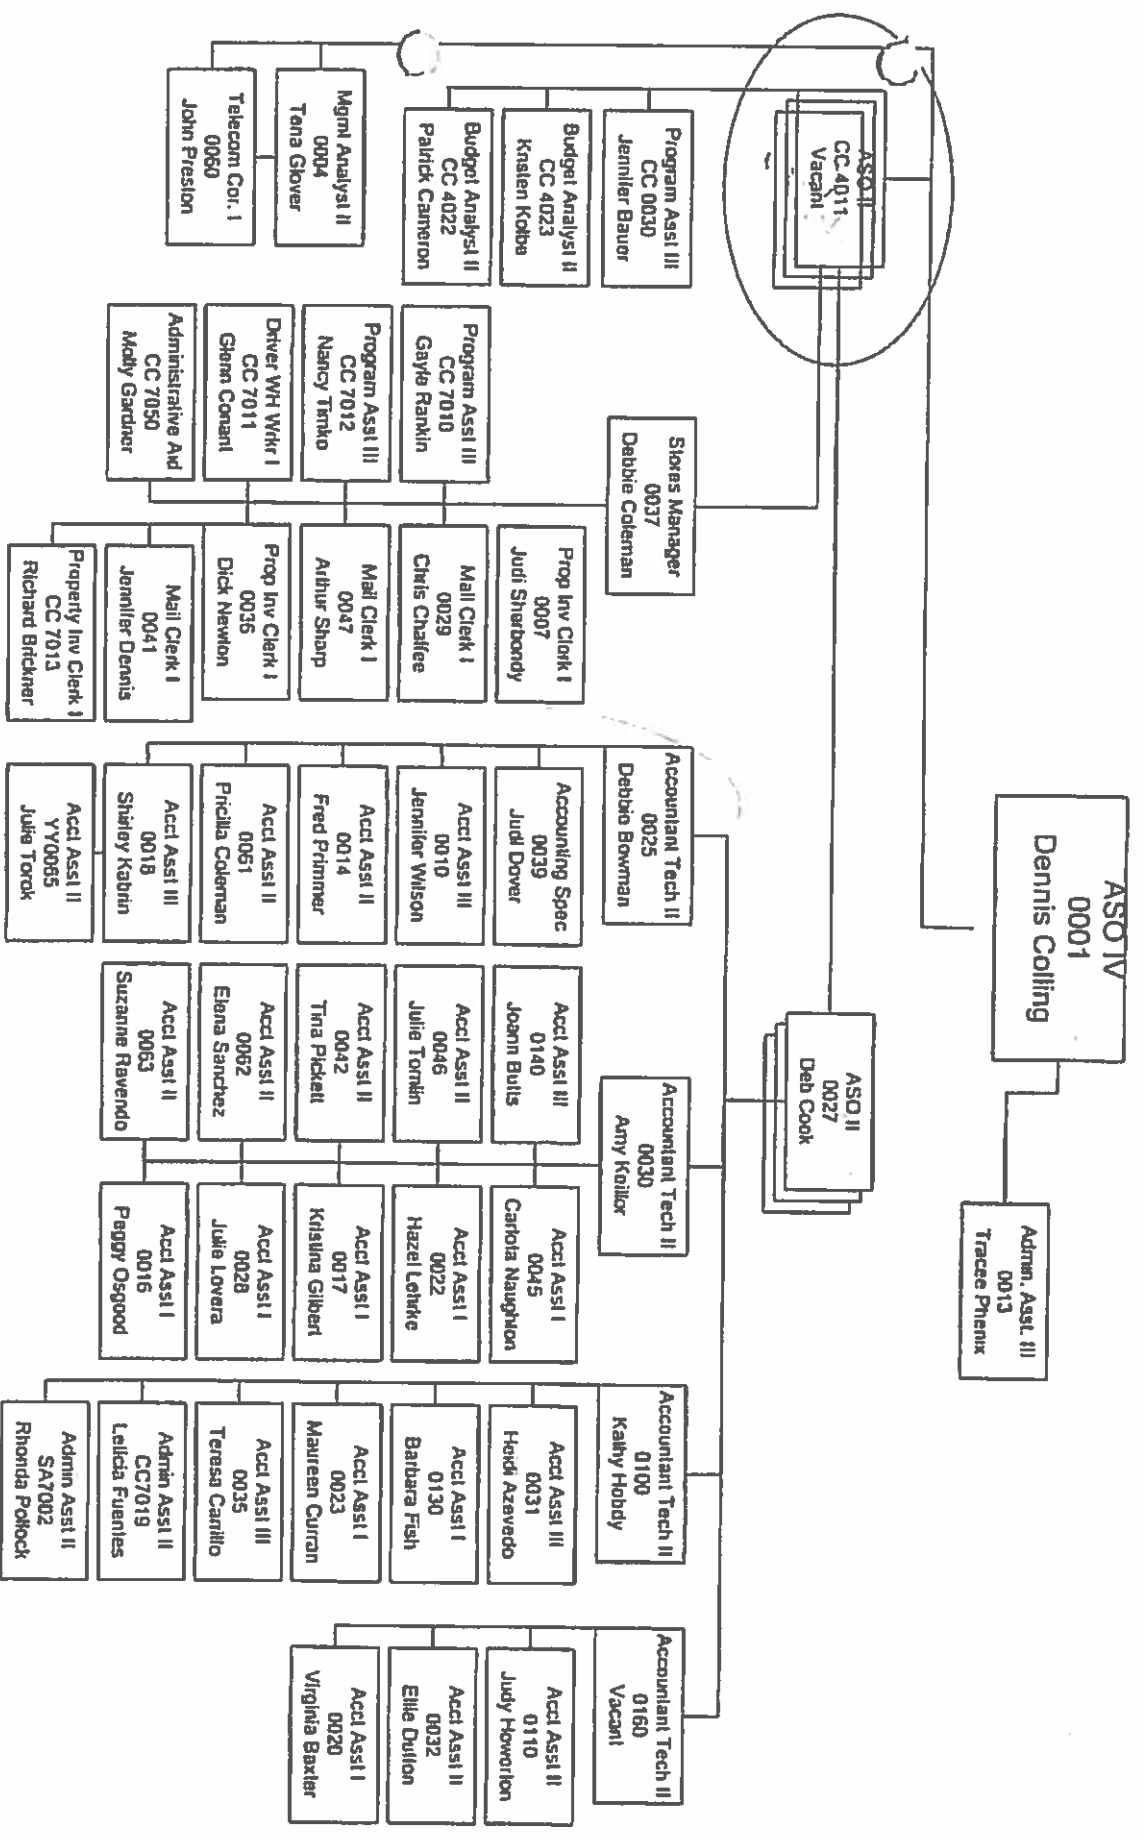 ASO IV
0001
Dennis Colling
Admin. Asst. III
0013
Tracee Phenix
ASO II
CC-4011
Vacant
ASO II
0027
Deb Cook
Program Asst III
CC 0030
Jennifer Bauer
Budget Analyst II
CC 4023
Kristen Kolbe
Budget Analyst II
CC 4022
Patrick Cameron
Mgmt Analyst II
0004
Tana Glover
Telecom Cor. I
0060
John Preston
Stores Manager
0037
Debbie Coleman
Program Asst III
CC 7010
Gayle Rankin
Program Asst III
CC 7012
Nancy Timko
Driver WH Wrkr I
CC 7011
Glenn Conant
Administrative Aid
CC 7050
Molly Gardner
Prop Inv Clerk I
0007
Judi Sharbondy
Mail Clerk I
0029
Chris Chaffee
Mail Clerk I
0047
Arthur Sharp
Prop Inv Clerk I
0036
Dick Newton
Mail Clerk I
0041
Jennifer Dennis
Property Inv Clerk I
CC 7013
Richard Brickner
Accountant Tech II
0025
Debbie Bowman
Accounting Spec
0039
Judi Dover
Acct Asst III
0010
Jennifer Wilson
Acct Asst II
0014
Fred Primmer
Acct Asst II
0061
Pricilla Coleman
Acct Asst III
0018
Shirley Kabrin
Acct Asst II
YY0065
Julie Torok
Accountant Tech II
0030
Amy Keillor
Acct Asst III
0140
Joann Butts
Acct Asst II
0046
Julie Tomlin
Acct Asst II
0042
Tina Pickett
Acct Asst II
0062
Elena Sanchez
Acct Asst II
0063
Suzanne Ravendo
Acct Asst I
0045
Carlota Naughton
Acct Asst I
0022
Hazel Lehrke
Acct Asst I
0017
Kristina Gilbert
Acct Asst I
0028
Julie Lovera
Acct Asst I
0016
Peggy Osgood
Accountant Tech II
0100
Kathy Hobdy
Acct Asst III
0031
Heidi Azevedo
Acct Asst I
0130
Barbara Fish
Acct Asst I
0023
Maureen Curran
Acct Asst III
0035
Teresa Carrillo
Admin Asst II
CC7019
Leticia Fuentes
Admin Asst II
SA7002
Rhonda Pollock
Accountant Tech II
0160
Vacant
Acct Asst II
0110
Judy Howorton
Acct Asst II
0032
Ellie Dutton
Acct Asst I
0020
Virginia Baxter